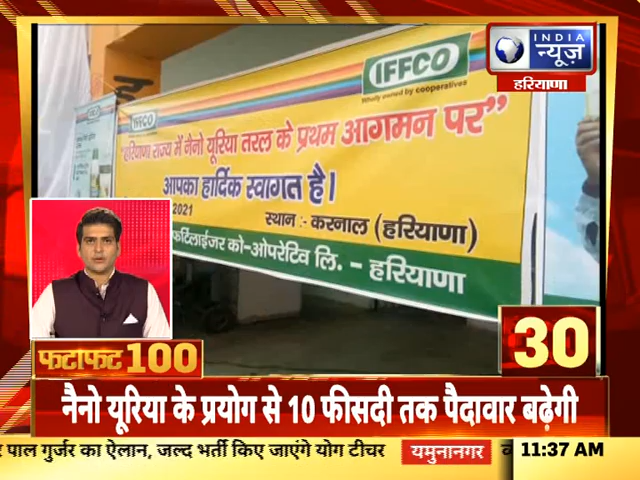 INDIA
न्यूज़
हरियाणा
IFFCO
Wholly owned by cooperatives
IFFCO
"हरियाणा राज्य में नैनो यूरिया तरल के प्रथम आगमन पर"
आपका हार्दिक स्वागत है।
2021
स्थान :- करनाल (हरियाणा)
फर्टिलाईजर को-ओपरेटिव लि. - हरियाणा
फटाफट 100
30
नैनो यूरिया के प्रयोग से 10 फीसदी तक पैदावार बढ़ेगी
पाल गुर्जर का ऐलान, जल्द भर्ती किए जाएंगे योग टीचर
यमुनानगर
11:37 AM